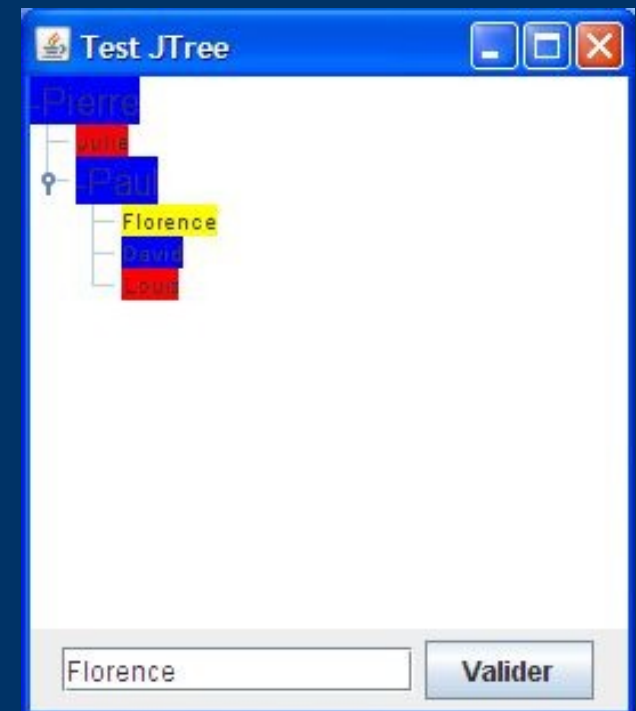 Test JTree
-Pierre
Julie
-Paul
Florence
David
Louis
Florence
Valider